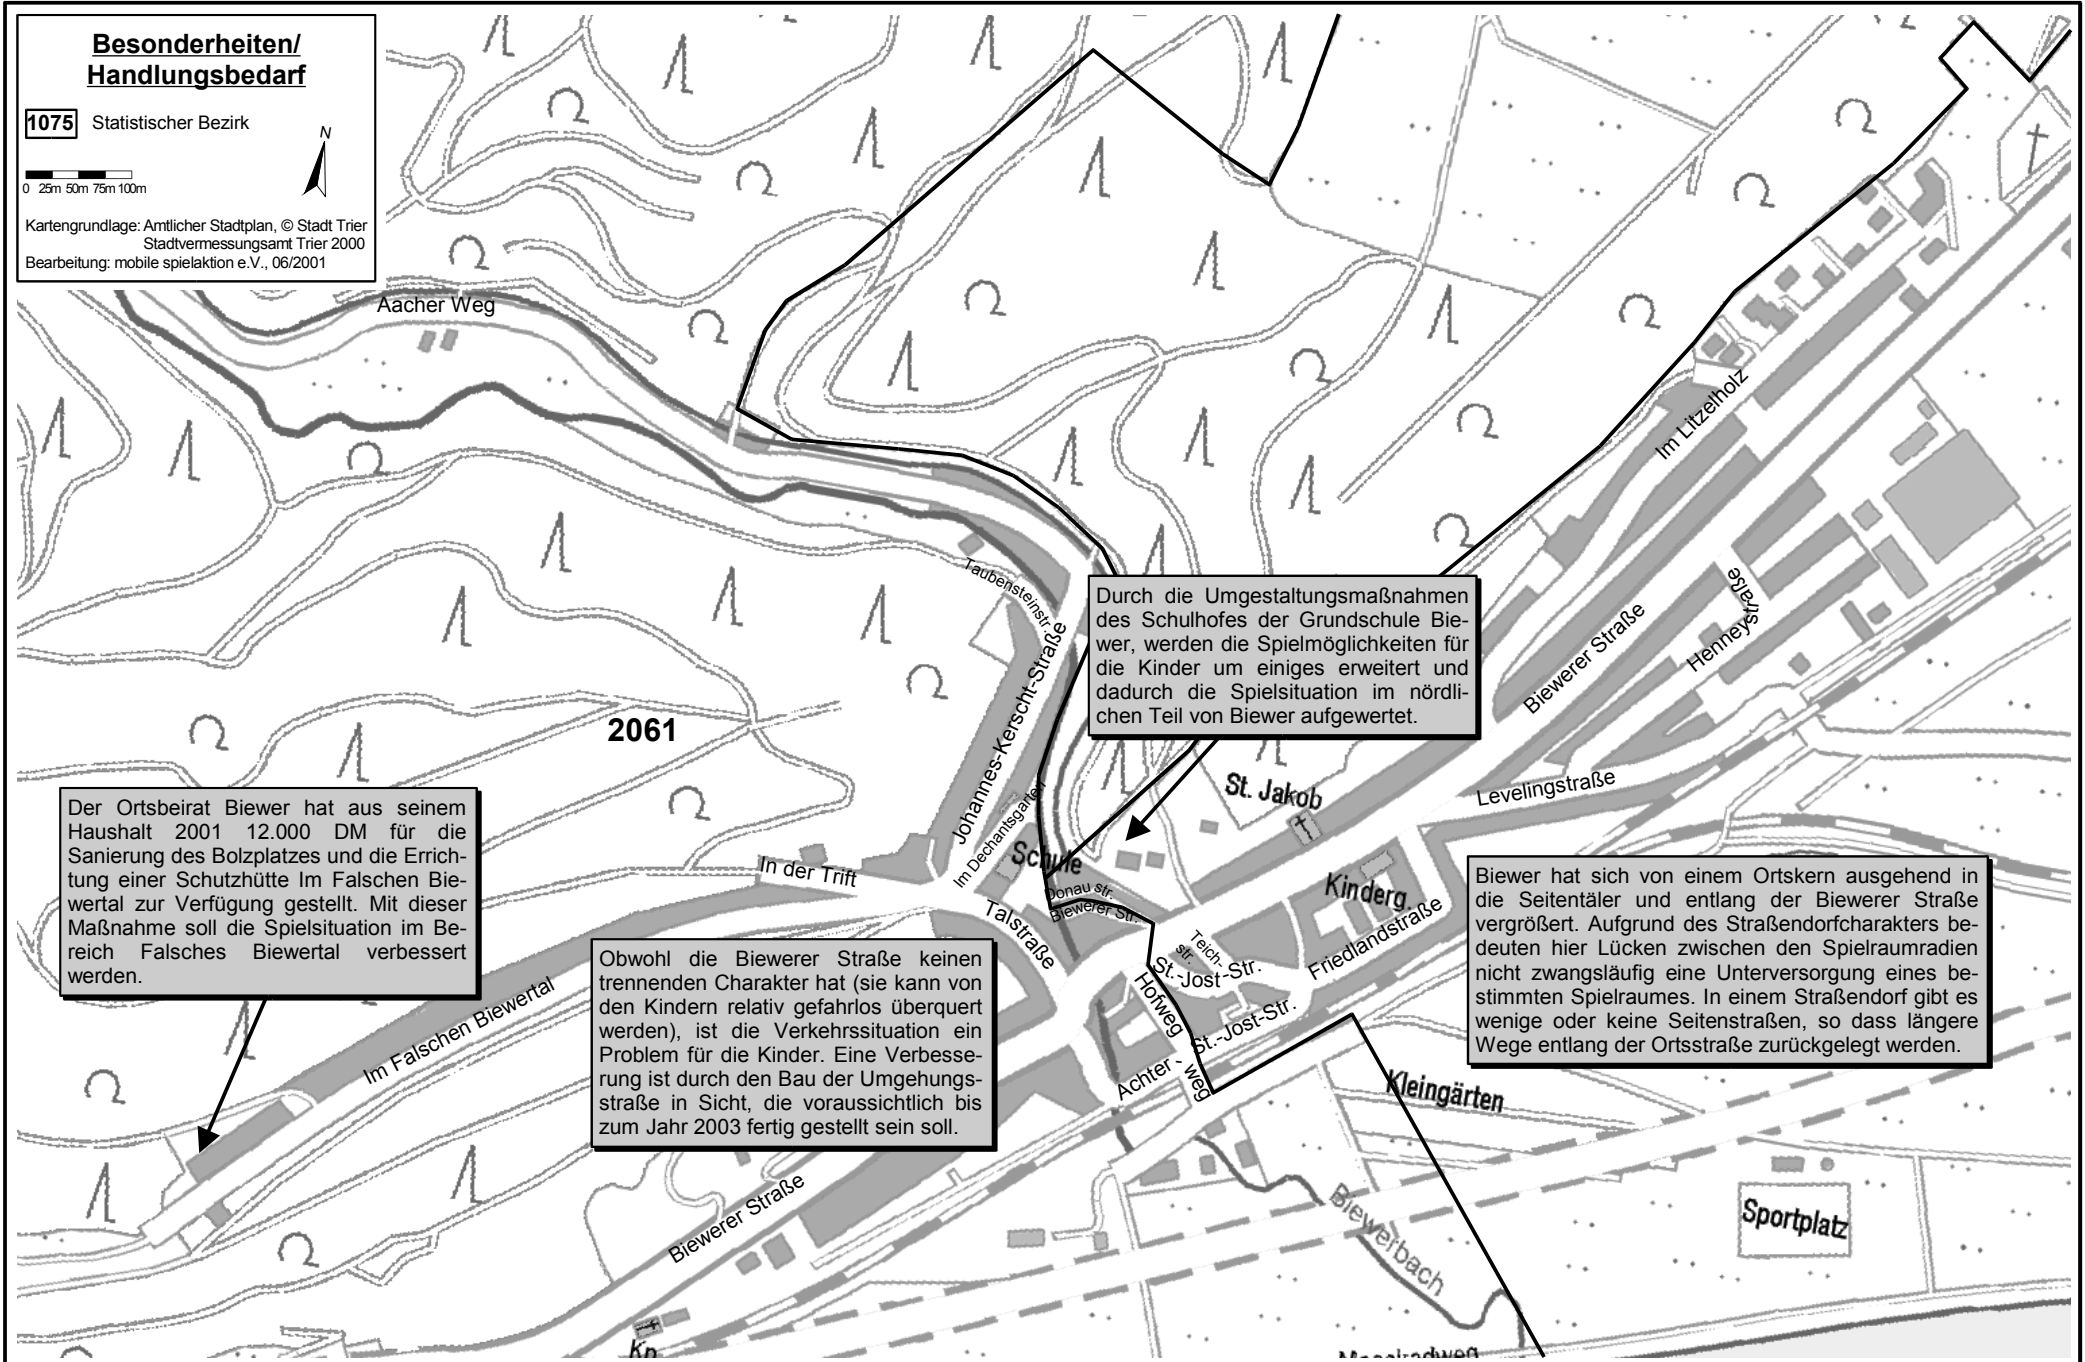 Besonderheiten/
Handlungsbedarf
1075 Statistischer Bezirk
N
0 25m 50m 75m 100m
Kartengrundlage: Amtlicher Stadtplan, © Stadt Trier
Stadtvermessungsamt Trier 2000
Bearbeitung: mobile spielaktion e.V., 06/2001
Aacher Weg
Im Litzelholz
Taubensteinstr.
Johannes-Kerscht-Straße
Durch die Umgestaltungsmaßnahmen
des Schulhofes der Grundschule Bie-
wer, werden die Spielmöglichkeiten für
die Kinder um einiges erweitert und
dadurch die Spielsituation im nördli-
chen Teil von Biewer aufgewertet.
Biewerer Straße
Henneystraße
2061
St. Jakob
Levelingstraße
Der Ortsbeirat Biewer hat aus seinem
Haushalt 2001 12.000 DM für die
Sanierung des Bolzplatzes und die Errich-
tung einer Schutzhütte Im Falschen Bie-
wertal zur Verfügung gestellt. Mit dieser
Maßnahme soll die Spielsituation im Be-
reich Falsches Biewertal verbessert
werden.
In der Trift
Im Dechantsgarten
Schule
Donau str.
Biewerer Str.
Talstraße
Kinderg.
Friedlandstraße
Teich-
str.
St.-Jost-Str.
Hofweg
St.-Jost-Str.
Achter - weg
Biewer hat sich von einem Ortskern ausgehend in
die Seitentäler und entlang der Biewerer Straße
vergrößert. Aufgrund des Straßendorfcharakters be-
deuten hier Lücken zwischen den Spielraumradien
nicht zwangsläufig eine Unterversorgung eines be-
stimmten Spielraumes. In einem Straßendorf gibt es
wenige oder keine Seitenstraßen, so dass längere
Wege entlang der Ortsstraße zurückgelegt werden.
Obwohl die Biewerer Straße keinen
trennenden Charakter hat (sie kann von
den Kindern relativ gefahrlos überquert
werden), ist die Verkehrssituation ein
Problem für die Kinder. Eine Verbesse-
rung ist durch den Bau der Umgehungs-
straße in Sicht, die voraussichtlich bis
zum Jahr 2003 fertig gestellt sein soll.
Im Falschen Biewertal
Kleingärten
Biewerer Straße
Biewerbach
Sportplatz
Kp.
Moselradweg